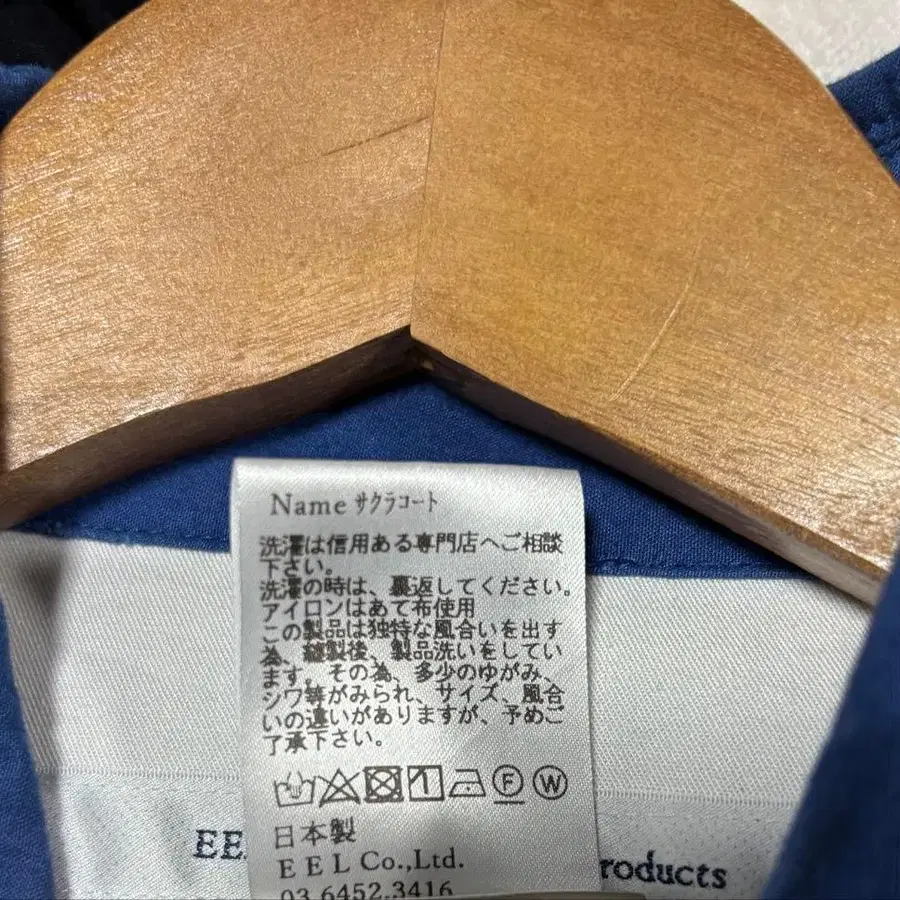 Name サクラコート
洗濯は信用ある専門店へご相談
下さい。
洗濯の時は、裏返してください。
アイロンはあて布使用
この製品は独特な風合いを出す
為、縫製後、製品洗いをしてい
ます。その為、多少のゆがみ、
シワ等がみられ、サイズ、風合
いの違いがありますが、予めご
了承下さい。
F W
日本製
EEL Co.,Ltd.
03.6452.3416
EE
roducts